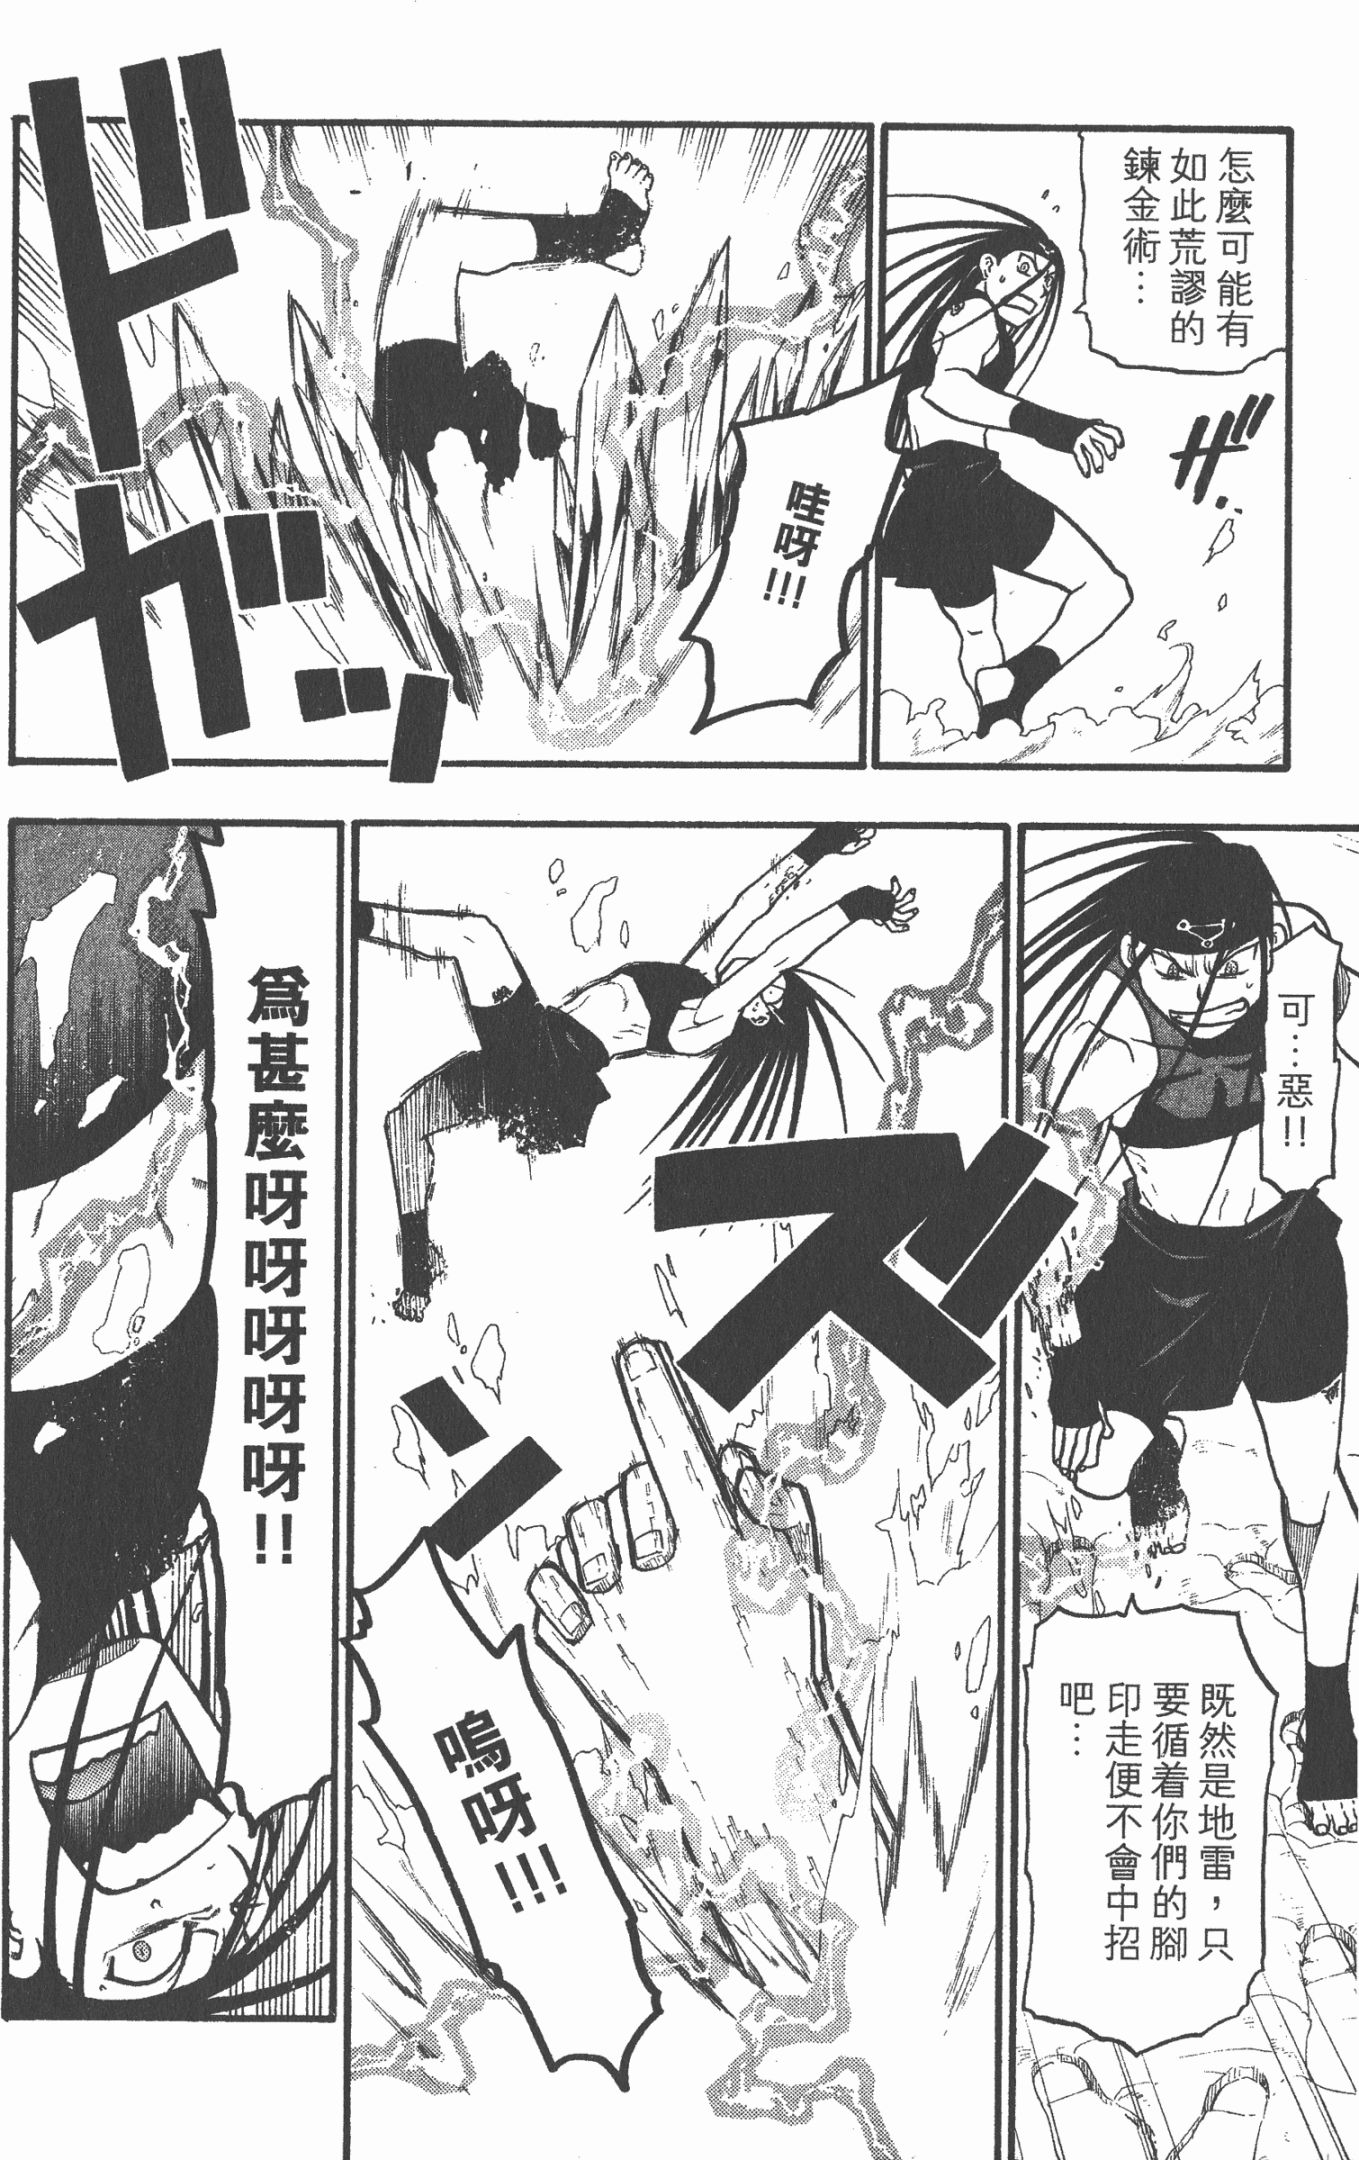 怎麼可能有
如此荒謬的
鍊金術…
ザ
哇呀!!!
ドガガッ
可…惡!!
既然是地雷，只
要循着你們的腳
印走便不會中招
吧…
ズン
嗚呀!!!
爲甚麼呀呀呀呀呀!!